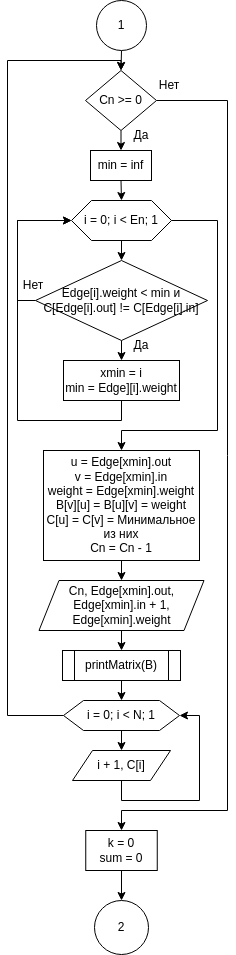 1
Нет
Cn >= 0
Да
min = inf
i = 0; i < En; 1
Нет
Edge[i].weight < min и
C[Edge[i].out] != C[Edge[i].in]
Да
xmin = i
min = Edge][i].weight
u = Edge[xmin].out
v = Edge[xmin].in
weight = Edge[xmin].weight
B[v][u] = B[u][v] = weight
C[u] = C[v] = Минимальное
из них
Cn = Cn - 1
Cn, Edge[xmin].out,
Edge[xmin].in + 1,
Edge[xmin].weight
printMatrix(B)
i = 0; i < N; 1
i + 1, C[i]
k = 0
sum = 0
2